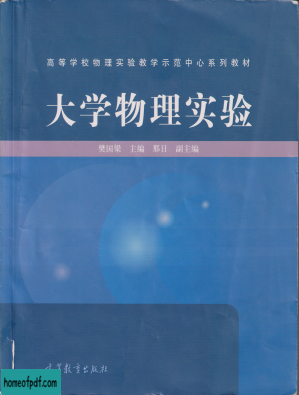 高等学校物理实验教学示范中心系列教材
大学物理实验
樊国梁 主编 郭日 副主编
高等教育出版社
homeofpdf.com